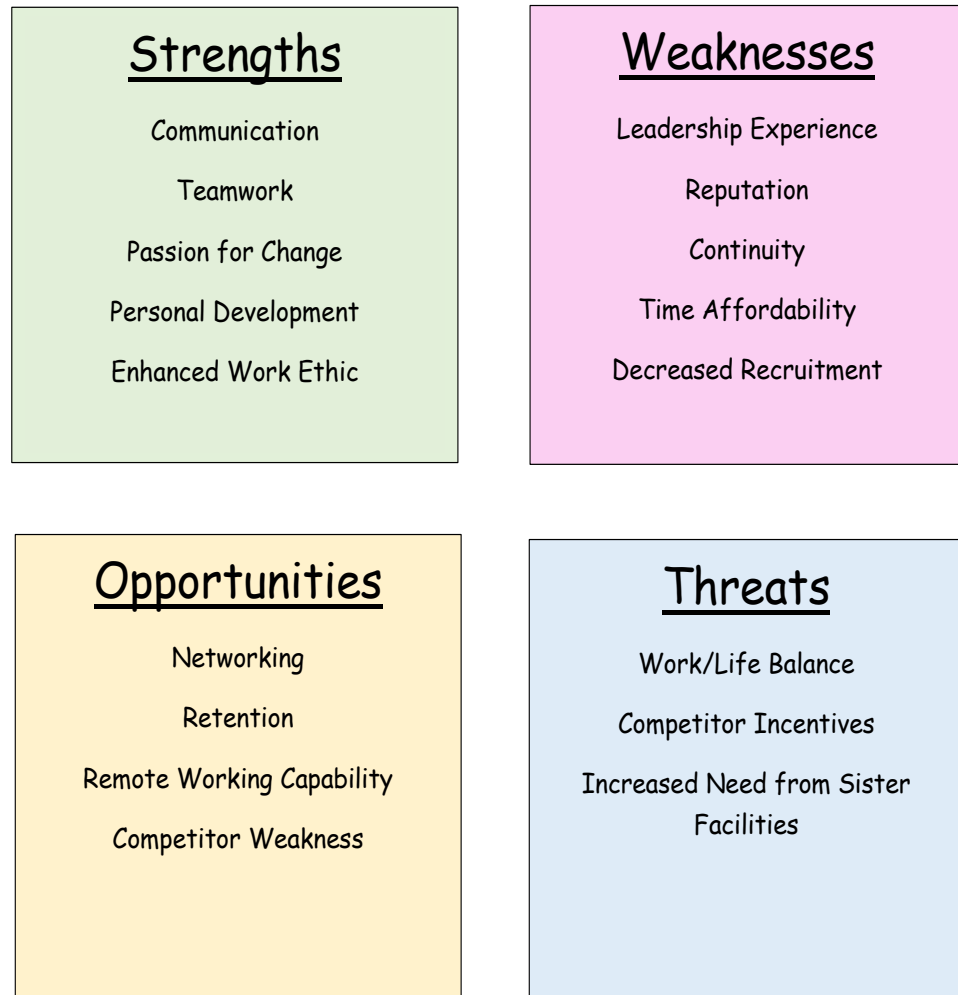 Strengths
Communication
Teamwork
Passion for Change
Personal Development
Enhanced Work Ethic
Weaknesses
Leadership Experience
Reputation
Continuity
Time Affordability
Decreased Recruitment
Opportunities
Networking
Retention
Remote Working Capability
Competitor Weakness
Threats
Work/Life Balance
Competitor Incentives
Increased Need from Sister
Facilities